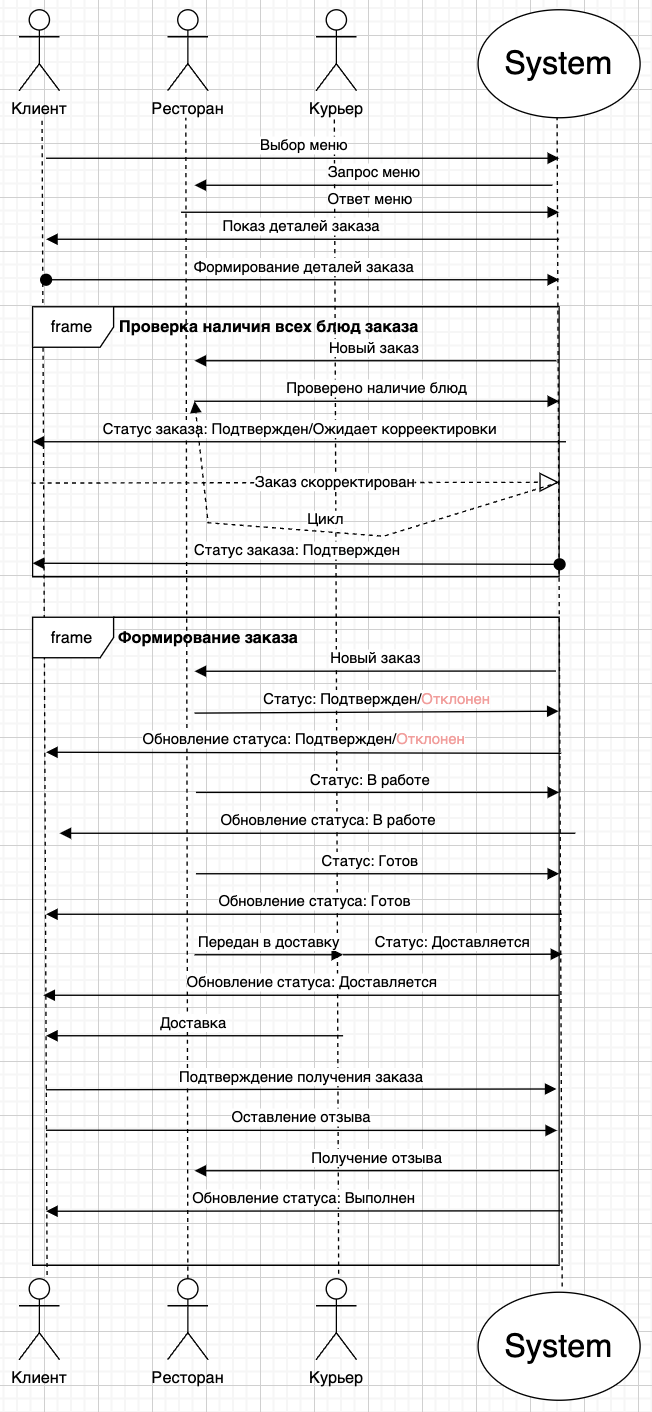 Клиент
Ресторан
Курьер
System
Выбор меню
Запрос меню
Ответ меню
Показ деталей заказа
Формирование деталей заказа
frame
Проверка наличия всех блюд заказа
Новый заказ
Проверено наличие блюд
Статус заказа: Подтвержден/Ожидает корреектировки
Заказ скорректирован
Цикл
Статус заказа: Подтвержден
frame
Формирование заказа
Новый заказ
Статус: Подтвержден/Отклонен
Обновление статуса: Подтвержден/Отклонен
Статус: В работе
Обновление статуса: В работе
Статус: Готов
Обновление статуса: Готов
Передан в доставку
Статус: Доставляется
Обновление статуса: Доставляется
Доставка
Подтверждение получения заказа
Оставление отзыва
Получение отзыва
Обновление статуса: Выполнен
Клиент
Ресторан
Курьер
System